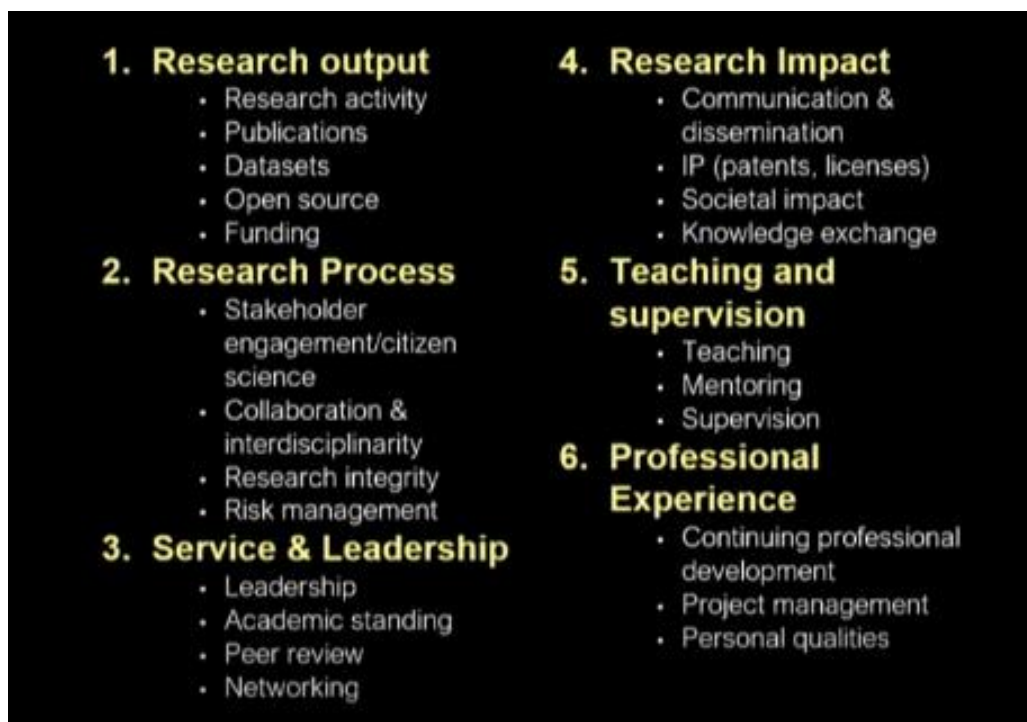 1. Research output
• Research activity
• Publications
• Datasets
• Open source
• Funding
2. Research Process
• Stakeholder
engagement/citizen
science
• Collaboration &
interdisciplinarity
• Research integrity
• Risk management
3. Service & Leadership
• Leadership
• Academic standing
• Peer review
• Networking
4. Research Impact
• Communication &
dissemination
• IP (patents, licenses)
• Societal impact
• Knowledge exchange
5. Teaching and
supervision
• Teaching
• Mentoring
• Supervision
6. Professional
Experience
• Continuing professional
development
• Project management
• Personal qualities